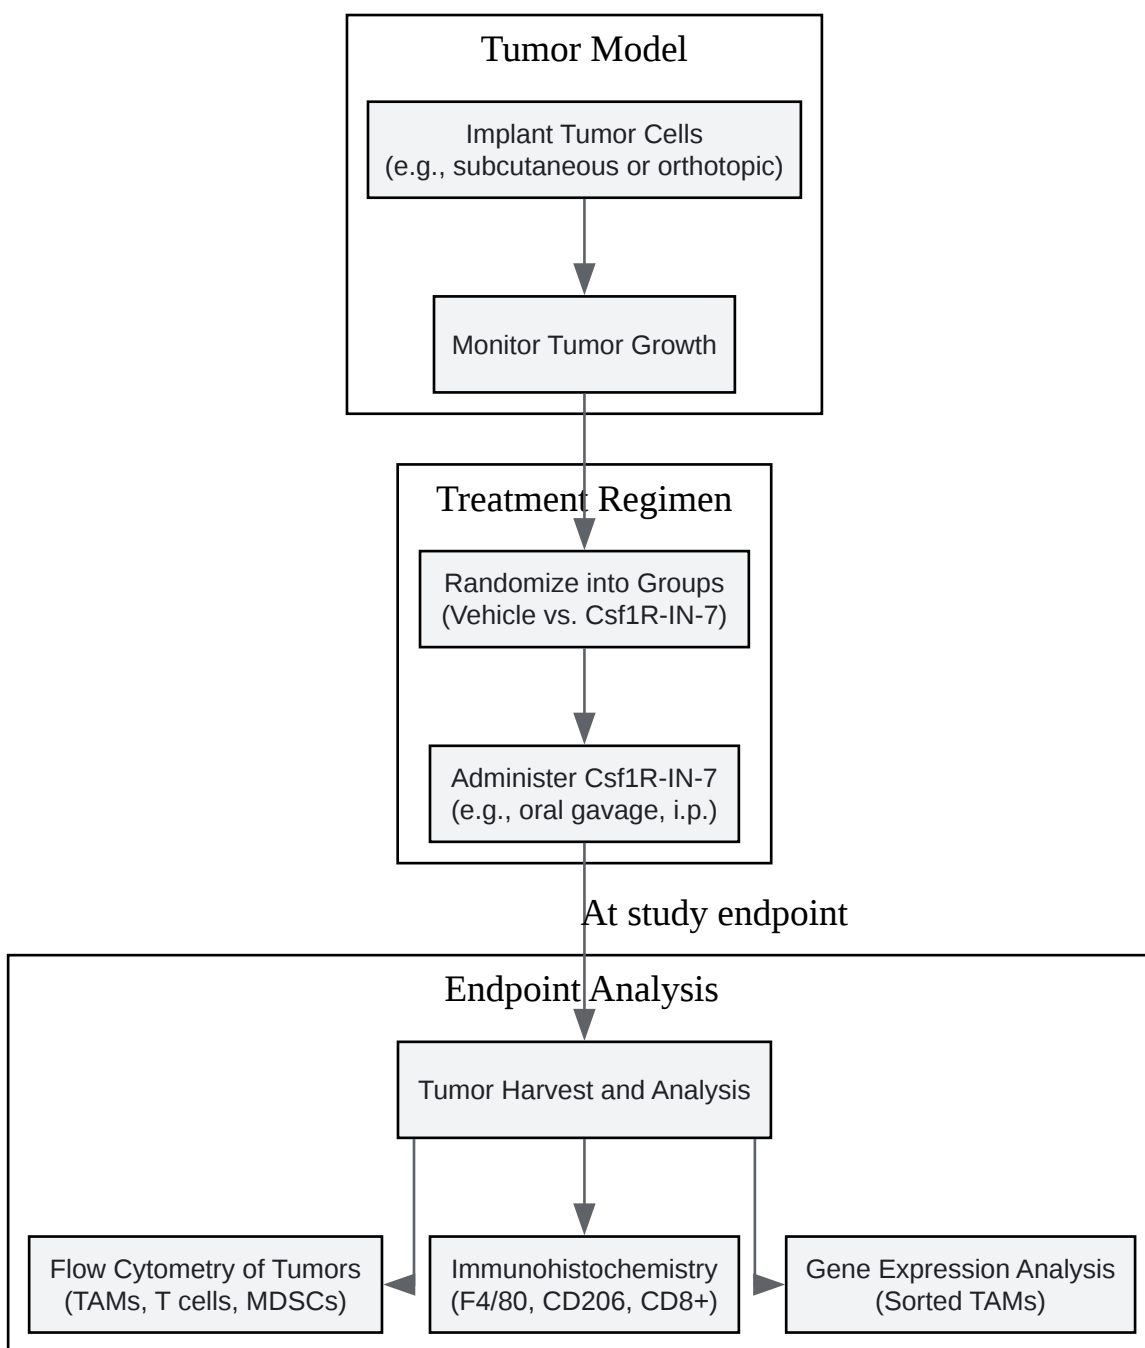 Tumor Model
Implant Tumor Cells
(e.g., subcutaneous or orthotopic)
Monitor Tumor Growth
Treatment Regimen
Randomize into Groups
(Vehicle vs. Csf1R-IN-7)
Administer Csf1R-IN-7
(e.g., oral gavage, i.p.)
At study endpoint
Endpoint Analysis
Tumor Harvest and Analysis
Flow Cytometry of Tumors
(TAMs, T cells, MDSCs)
Immunohistochemistry
(F4/80, CD206, CD8+)
Gene Expression Analysis
(Sorted TAMs)